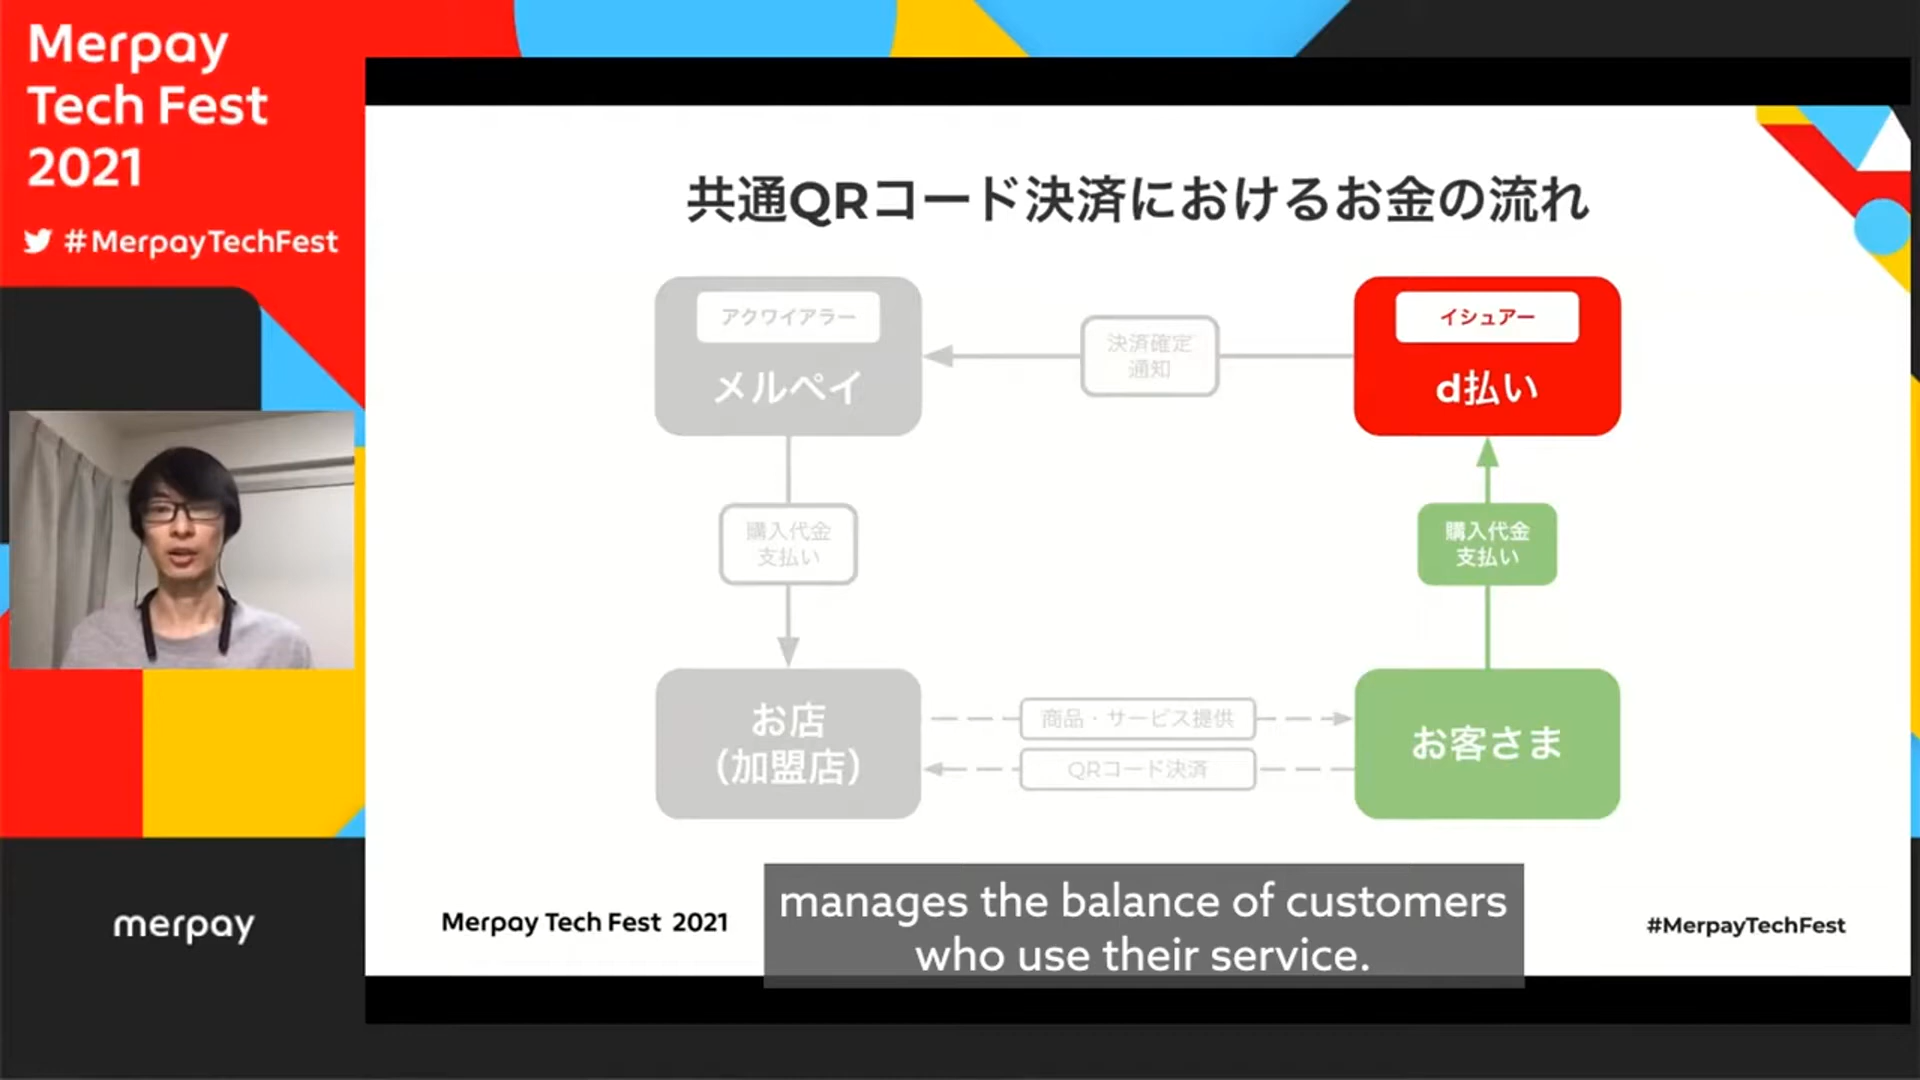 Merpay
Tech Fest
2021
#MerpayTechFest
merpay
共通QRコード決済におけるお金の流れ
アクワイアラー
メルペイ
決済確定
通知
イシュアー
d払い
購入代金
支払い
購入代金
支払い
お店
(加盟店)
商品・サービス提供
QRコード決済
お客さま
Merpay Tech Fest 2021
manages the balance of customers
who use their service.
#MerpayTechFest